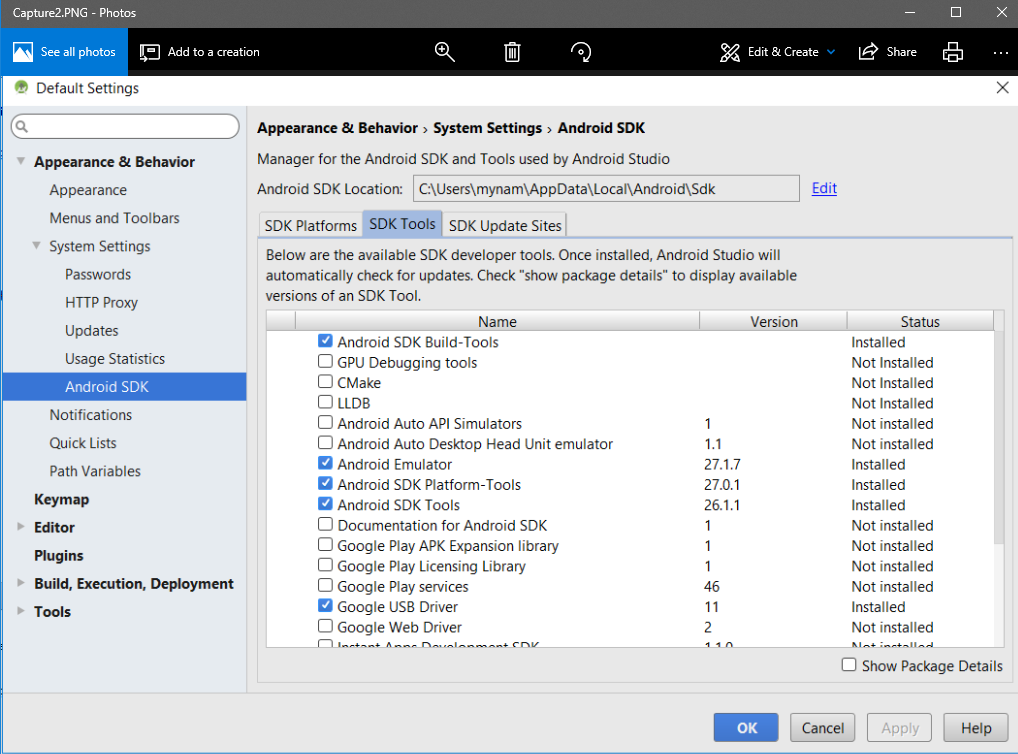 Capture2.PNG - Photos
See all photos
Add to a creation
Edit & Create
Share
Default Settings
Appearance & Behavior
Appearance
Menus and Toolbars
System Settings
Passwords
HTTP Proxy
Updates
Usage Statistics
Android SDK
Notifications
Quick Lists
Path Variables
Keymap
Editor
Plugins
Build, Execution, Deployment
Tools
Appearance & Behavior › System Settings › Android SDK
Manager for the Android SDK and Tools used by Android Studio
Android SDK Location: C:\Users\mynam\AppData\Local\Android\Sdk Edit
SDK Platforms SDK Tools SDK Update Sites
Below are the available SDK developer tools. Once installed, Android Studio will
automatically check for updates. Check "show package details" to display available
versions of an SDK Tool.
Name Version Status
Android SDK Build-Tools Installed
GPU Debugging tools Not Installed
CMake Not Installed
LLDB Not Installed
Android Auto API Simulators 1 Not installed
Android Auto Desktop Head Unit emulator 1.1 Not installed
Android Emulator 27.1.7 Installed
Android SDK Platform-Tools 27.0.1 Installed
Android SDK Tools 26.1.1 Installed
Documentation for Android SDK 1 Not installed
Google Play APK Expansion library 1 Not installed
Google Play Licensing Library 1 Not installed
Google Play services 46 Not installed
Google USB Driver 11 Installed
Google Web Driver 2 Not installed
Instant Apps Development SDK 1.1.0 Not installed
Show Package Details
OK Cancel Apply Help